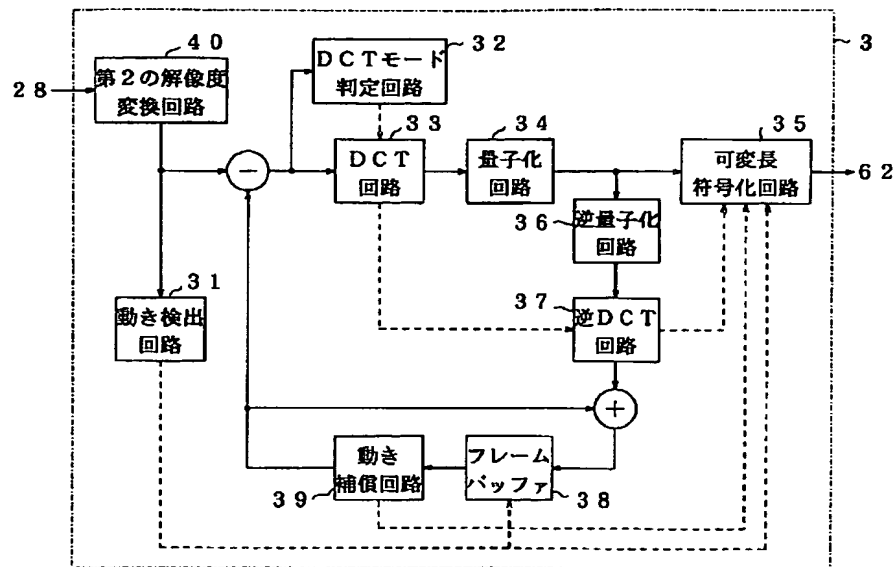 40
第2の解像度
変換回路
28
32
DCTモード
判定回路
3
33
DCT
回路
34
量子化
回路
35
可変長
符号化回路
62
−
36
逆量子化
回路
31
動き検出
回路
37
逆DCT
回路
+
動き
補償回路
39
フレーム
バッファ
38